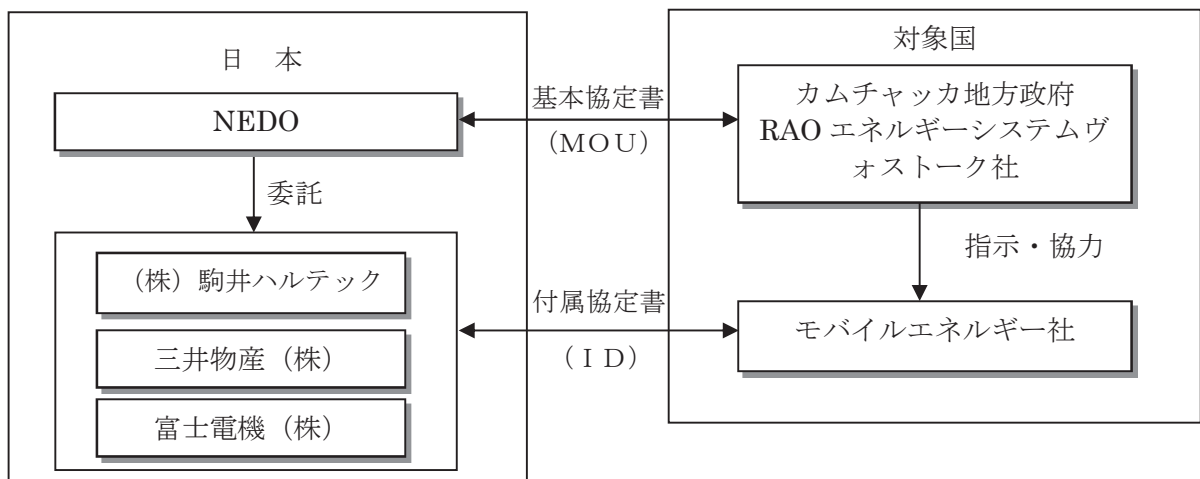 日 本
NEDO
委託
（株）駒井ハルテック
三井物産（株）
富士電機（株）
基本協定書
（MOU）
付属協定書
（ID）
対象国
カムチャッカ地方政府
RAO エネルギーシステムヴ
ォストーク社
指示・協力
モバイルエネルギー社